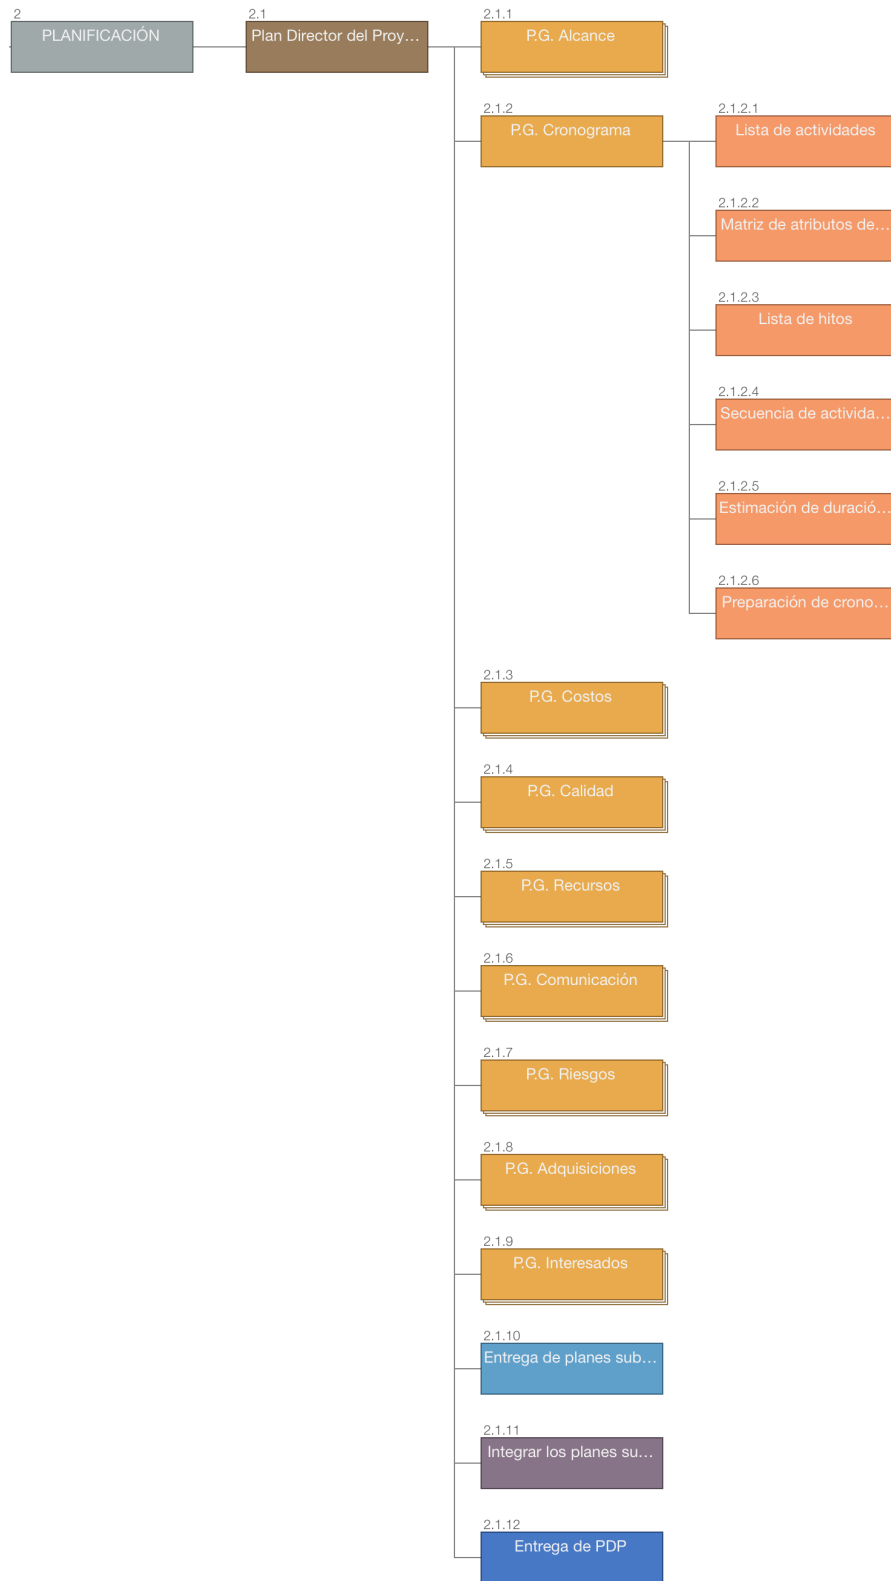 2
PLANIFICACIÓN
2.1
Plan Director del Proy…
2.1.1
P.G. Alcance
2.1.2
P.G. Cronograma
2.1.2.1
Lista de actividades
2.1.2.2
Matriz de atributos de…
2.1.2.3
Lista de hitos
2.1.2.4
Secuencia de activida…
2.1.2.5
Estimación de duració…
2.1.2.6
Preparación de crono…
2.1.3
P.G. Costos
2.1.4
P.G. Calidad
2.1.5
P.G. Recursos
2.1.6
P.G. Comunicación
2.1.7
P.G. Riesgos
2.1.8
P.G. Adquisiciones
2.1.9
P.G. Interesados
2.1.10
Entrega de planes sub…
2.1.11
Integrar los planes su…
2.1.12
Entrega de PDP